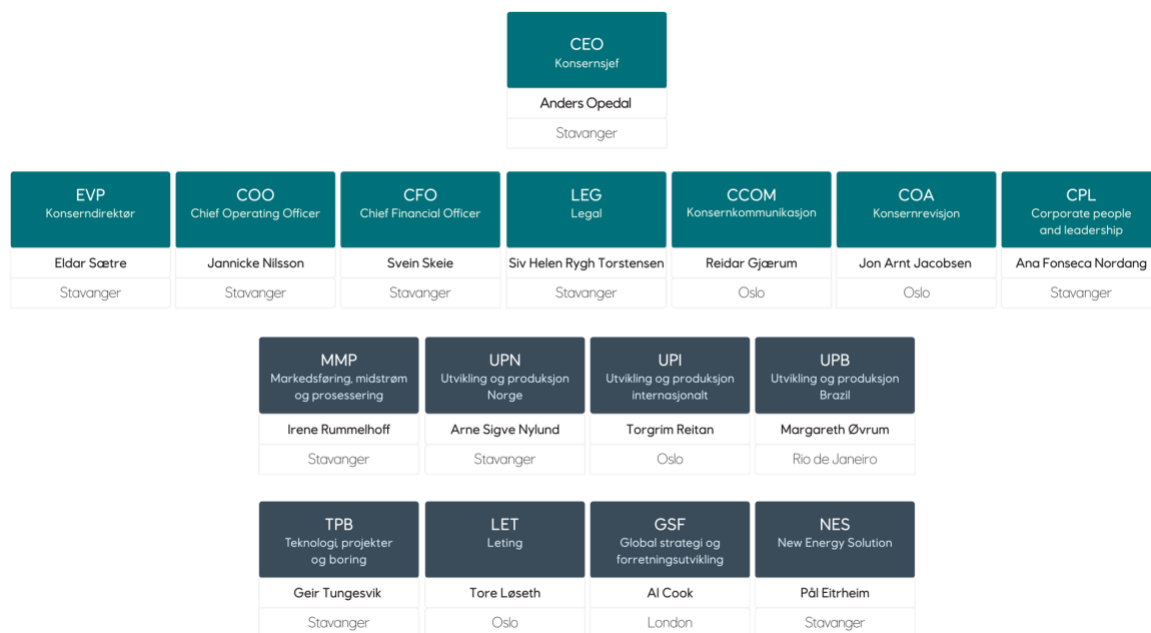 CEO
Konsernsjef
Anders Opedal
Stavanger
EVP
Konserndirektør
Eldar Sætre
Stavanger
COO
Chief Operating Officer
Jannicke Nilsson
Stavanger
CFO
Chief Financial Officer
Svein Skeie
Stavanger
LEG
Legal
Siv Helen Rygh Torstensen
Stavanger
CCOM
Konsernkommunikasjon
Reidar Gjærum
Oslo
COA
Konsernrevisjon
Jon Arnt Jacobsen
Oslo
CPL
Corporate people
and leadership
Ana Fonseca Nordang
Stavanger
MMP
Markedsføring, midstrøm
og prosessering
Irene Rummelhoff
Stavanger
UPN
Utvikling og produksjon
Norge
Arne Sigve Nylund
Stavanger
UPI
Utvikling og produksjon
internasjonalt
Torgrim Reitan
Oslo
UPB
Utvikling og produksjon
Brazil
Margareth Øvrum
Rio de Janeiro
TPB
Teknologi, projekter
og boring
Geir Tungesvik
Stavanger
LET
Leting
Tore Løseth
Oslo
GSF
Global strategi og
forretningsutvikling
Al Cook
London
NES
New Energy Solution
Pål Eitrheim
Stavanger